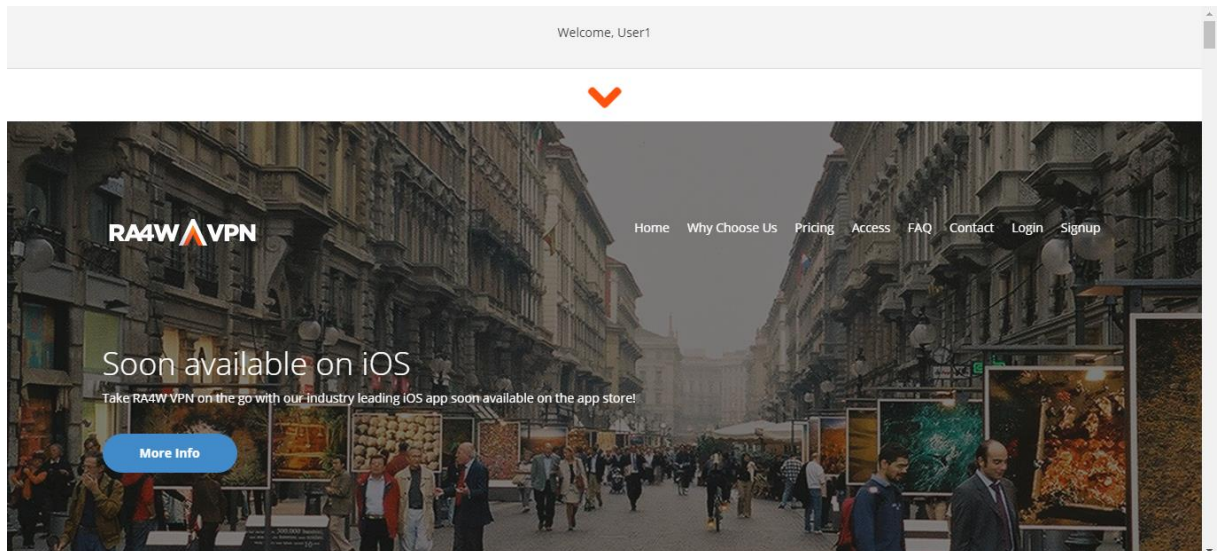 Welcome, User1
RA4W VPN
Home Why Choose Us Pricing Access FAQ Contact Login Signup
Soon available on iOS
Take RA4W VPN on the go with our industry leading iOS app soon available on the app store!
More Info